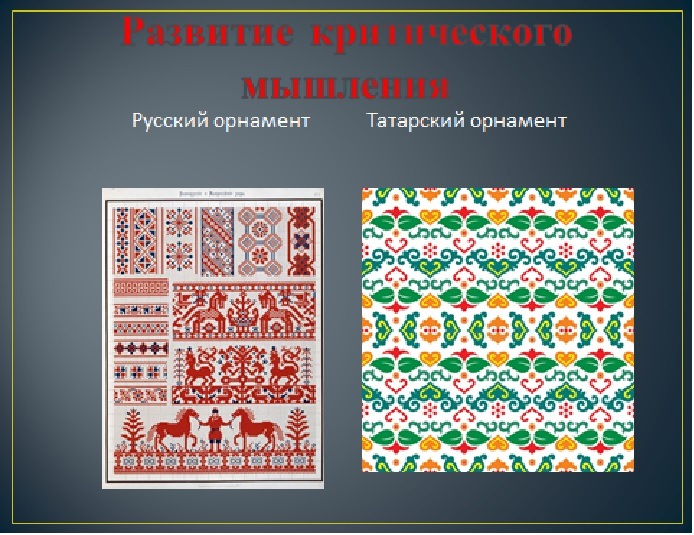 Развитие критического
мышления
Русский орнамент
Татарский орнамент